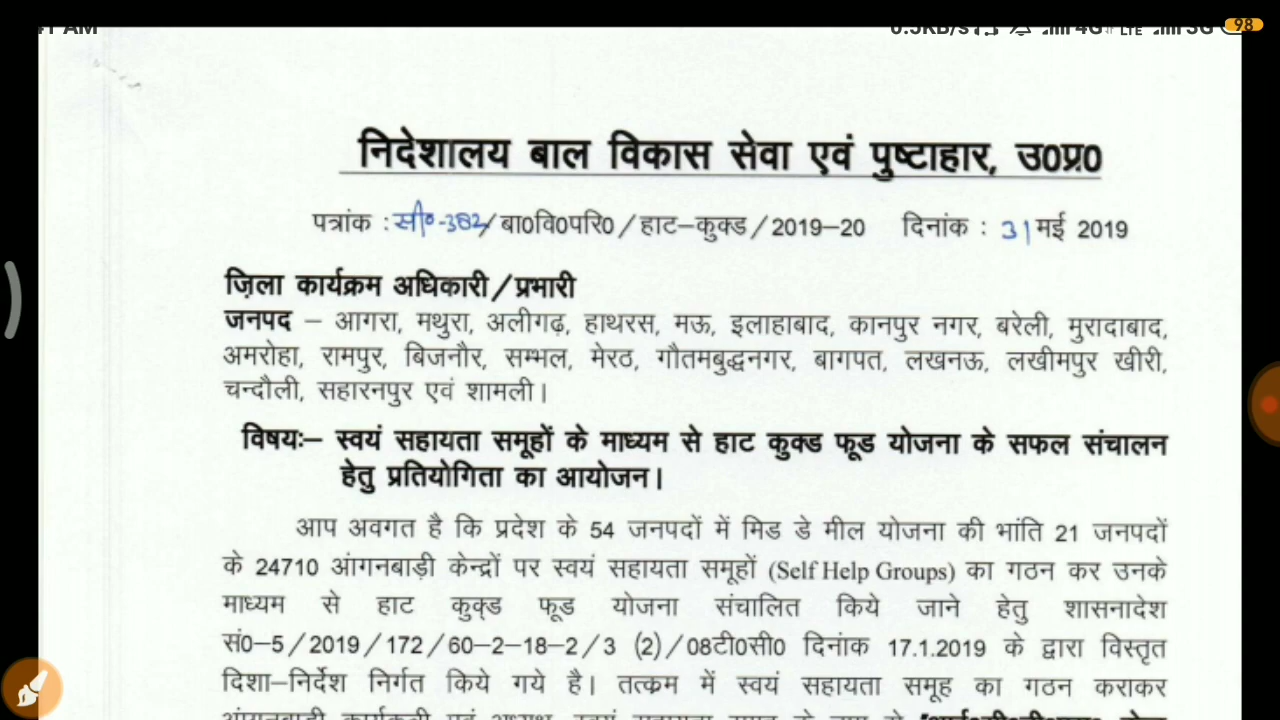 98
निदेशालय बाल विकास सेवा एवं पुष्टाहार, उ0प्र0
पत्रांक : सी0-382/बा0वि0परि0/हाट–कुक्ड/2019–20 दिनांक : 31 मई 2019
ज़िला कार्यक्रम अधिकारी/प्रभारी
जनपद – आगरा, मथुरा, अलीगढ़, हाथरस, मऊ, इलाहाबाद, कानपुर नगर, बरेली, मुरादाबाद,
अमरोहा, रामपुर, बिजनौर, सम्भल, मेरठ, गौतमबुद्धनगर, बागपत, लखनऊ, लखीमपुर खीरी,
चन्दौली, सहारनपुर एवं शामली।
विषयः– स्वयं सहायता समूहों के माध्यम से हाट कुक्ड फूड योजना के सफल संचालन
हेतु प्रतियोगिता का आयोजन।
आप अवगत है कि प्रदेश के 54 जनपदों में मिड डे मील योजना की भांति 21 जनपदों
के 24710 आंगनबाड़ी केन्द्रों पर स्वयं सहायता समूहों (Self Help Groups) का गठन कर उनके
माध्यम से हाट कुक्ड फूड योजना संचालित किये जाने हेतु शासनादेश
सं0–5/2019/172/60–2–18–2/3 (2)/08टी0सी0 दिनांक 17.1.2019 के द्वारा विस्तृत
दिशा–निर्देश निर्गत किये गये है। तत्क्रम में स्वयं सहायता समूह का गठन कराकर